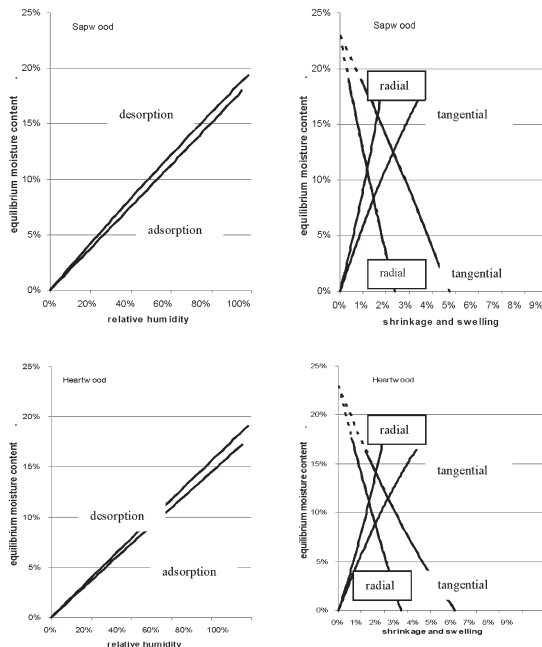 Sapw ood
25%
20%
15%
10%
5%
0%
equilibrium moisture content
desorption
adsorption
0% 20% 40% 60% 80% 100%
relative humidity
Sapw ood
25%
20%
15%
10%
5%
0%
equilibrium moisture content
radial
tangential
radial
tangential
0% 1% 2% 3% 4% 5% 6% 7% 8% 9%
shrinkage and swelling
Heartw ood
25%
20%
15%
10%
5%
0%
equilibrium moisture content
desorption
adsorption
0% 20% 40% 60% 80% 100%
relative humidity
Heartw ood
25%
20%
15%
10%
5%
0%
equilibrium moisture content
radial
tangential
radial
tangential
0% 1% 2% 3% 4% 5% 6% 7% 8% 9%
shrinkage and swelling